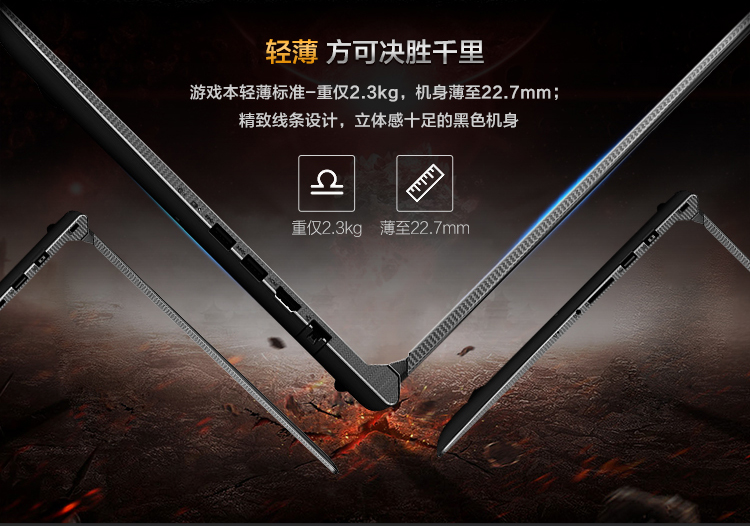 轻薄 方可决胜千里
游戏本轻薄标准-重仅2.3kg，机身薄至22.7mm；
精致线条设计，立体感十足的黑色机身
重仅2.3kg 薄至22.7mm